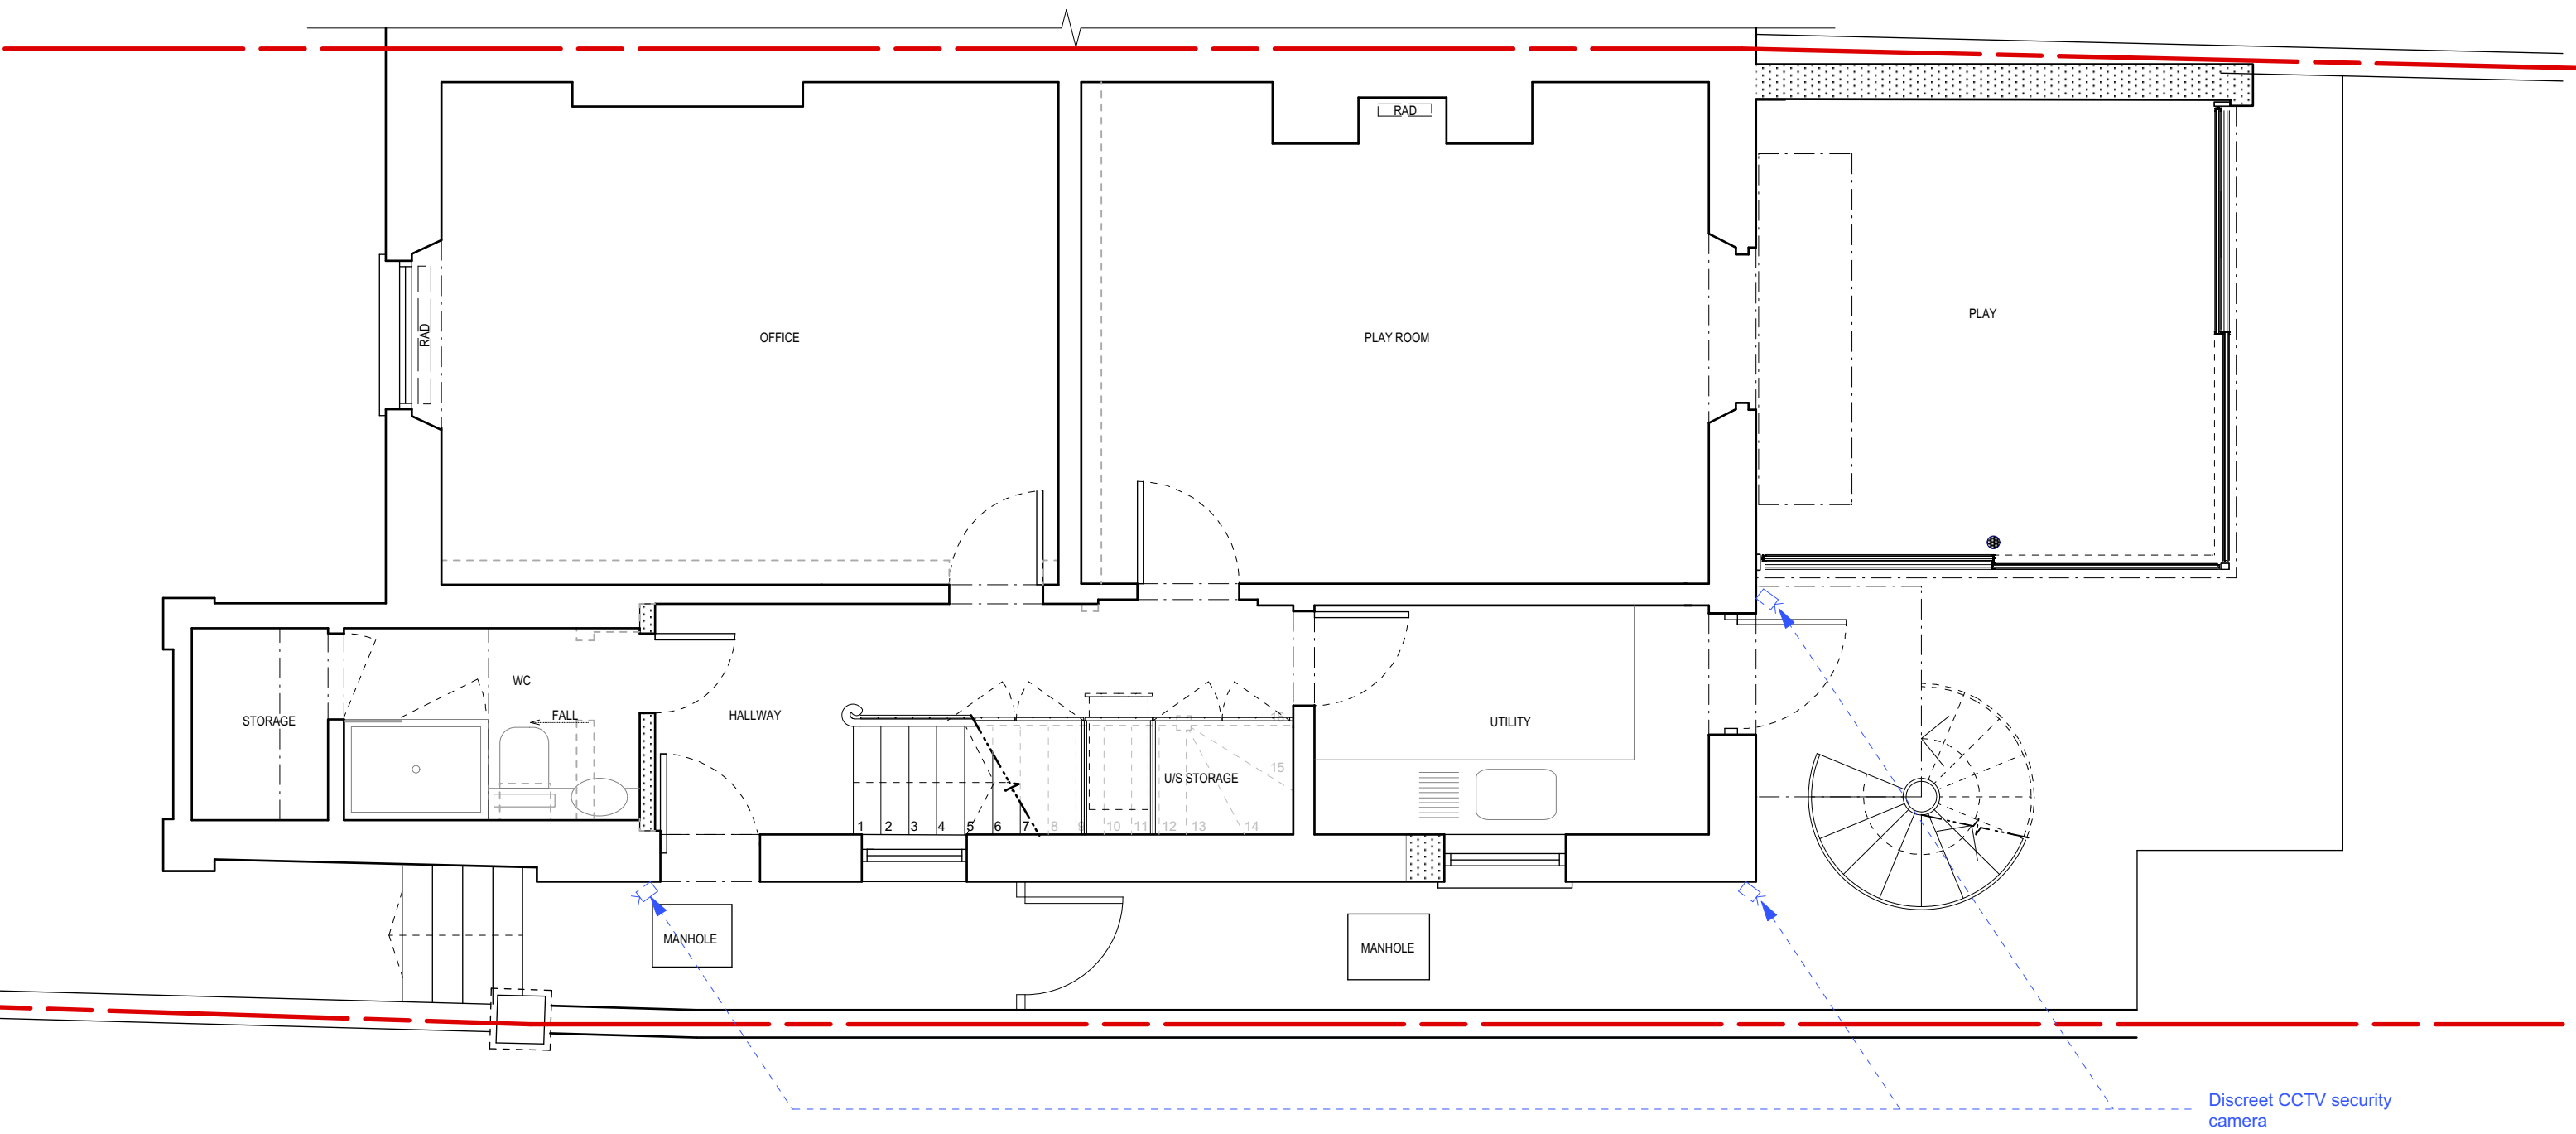 RAD
RAD
OFFICE
PLAY ROOM
PLAY
WC
STORAGE
FALL
HALLWAY
16
UTILITY
15
U/S STORAGE
1 2 3 4 5 6 7 8 9 10 11 12 13 14
MANHOLE
MANHOLE
Discreet CCTV security
camera